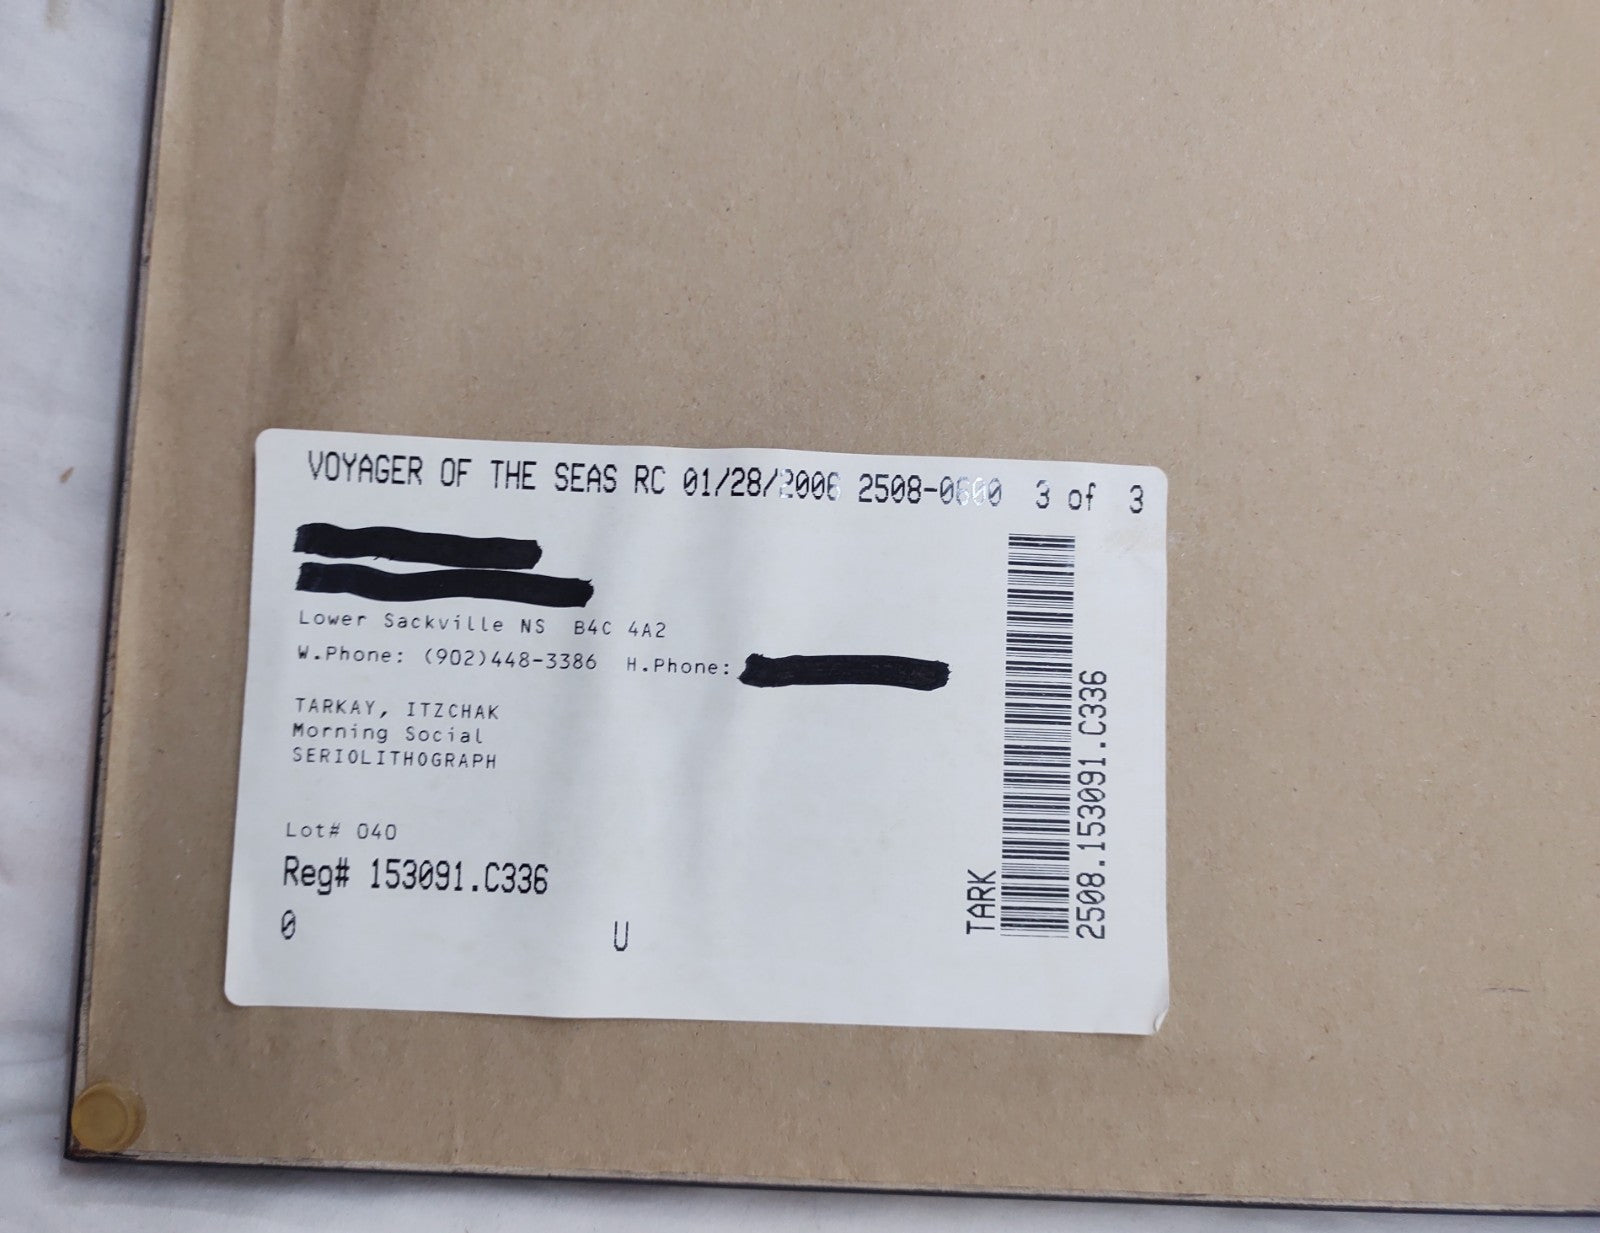 VOYAGER OF THE SEAS RC 01/28/2006 2508-0600 3 of 3
Lower Sackville NS B4C 4A2
W.Phone: (902)448-3386 H.Phone:
TARKAY, ITZCHAK
Morning Social
SERIOLITHOGRAPH
Lot# 040
Reg# 153091.C336
0 U
TARK
2508.153091.C336